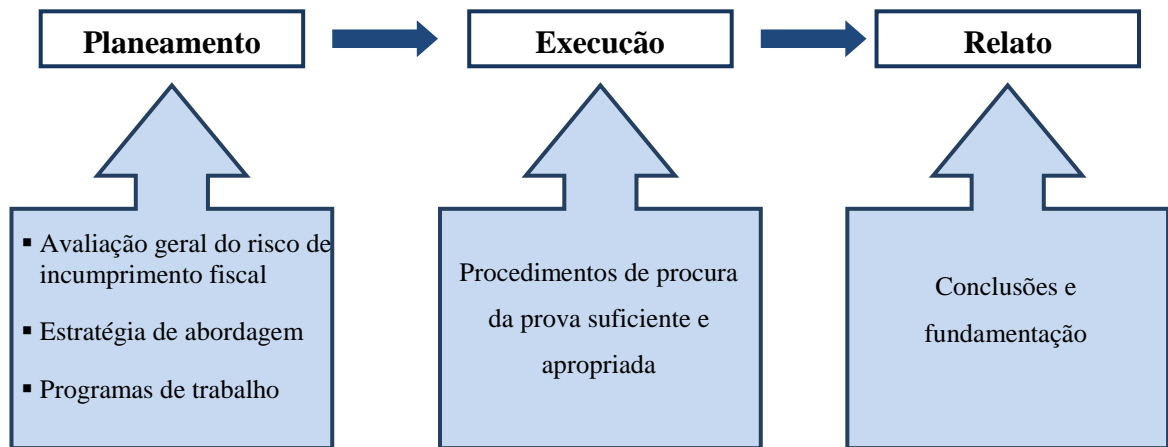 Planeamento
Execução
Relato
▪ Avaliação geral do risco de
incumprimento fiscal
▪ Estratégia de abordagem
▪ Programas de trabalho
Procedimentos de procura
da prova suficiente e
apropriada
Conclusões e
fundamentação